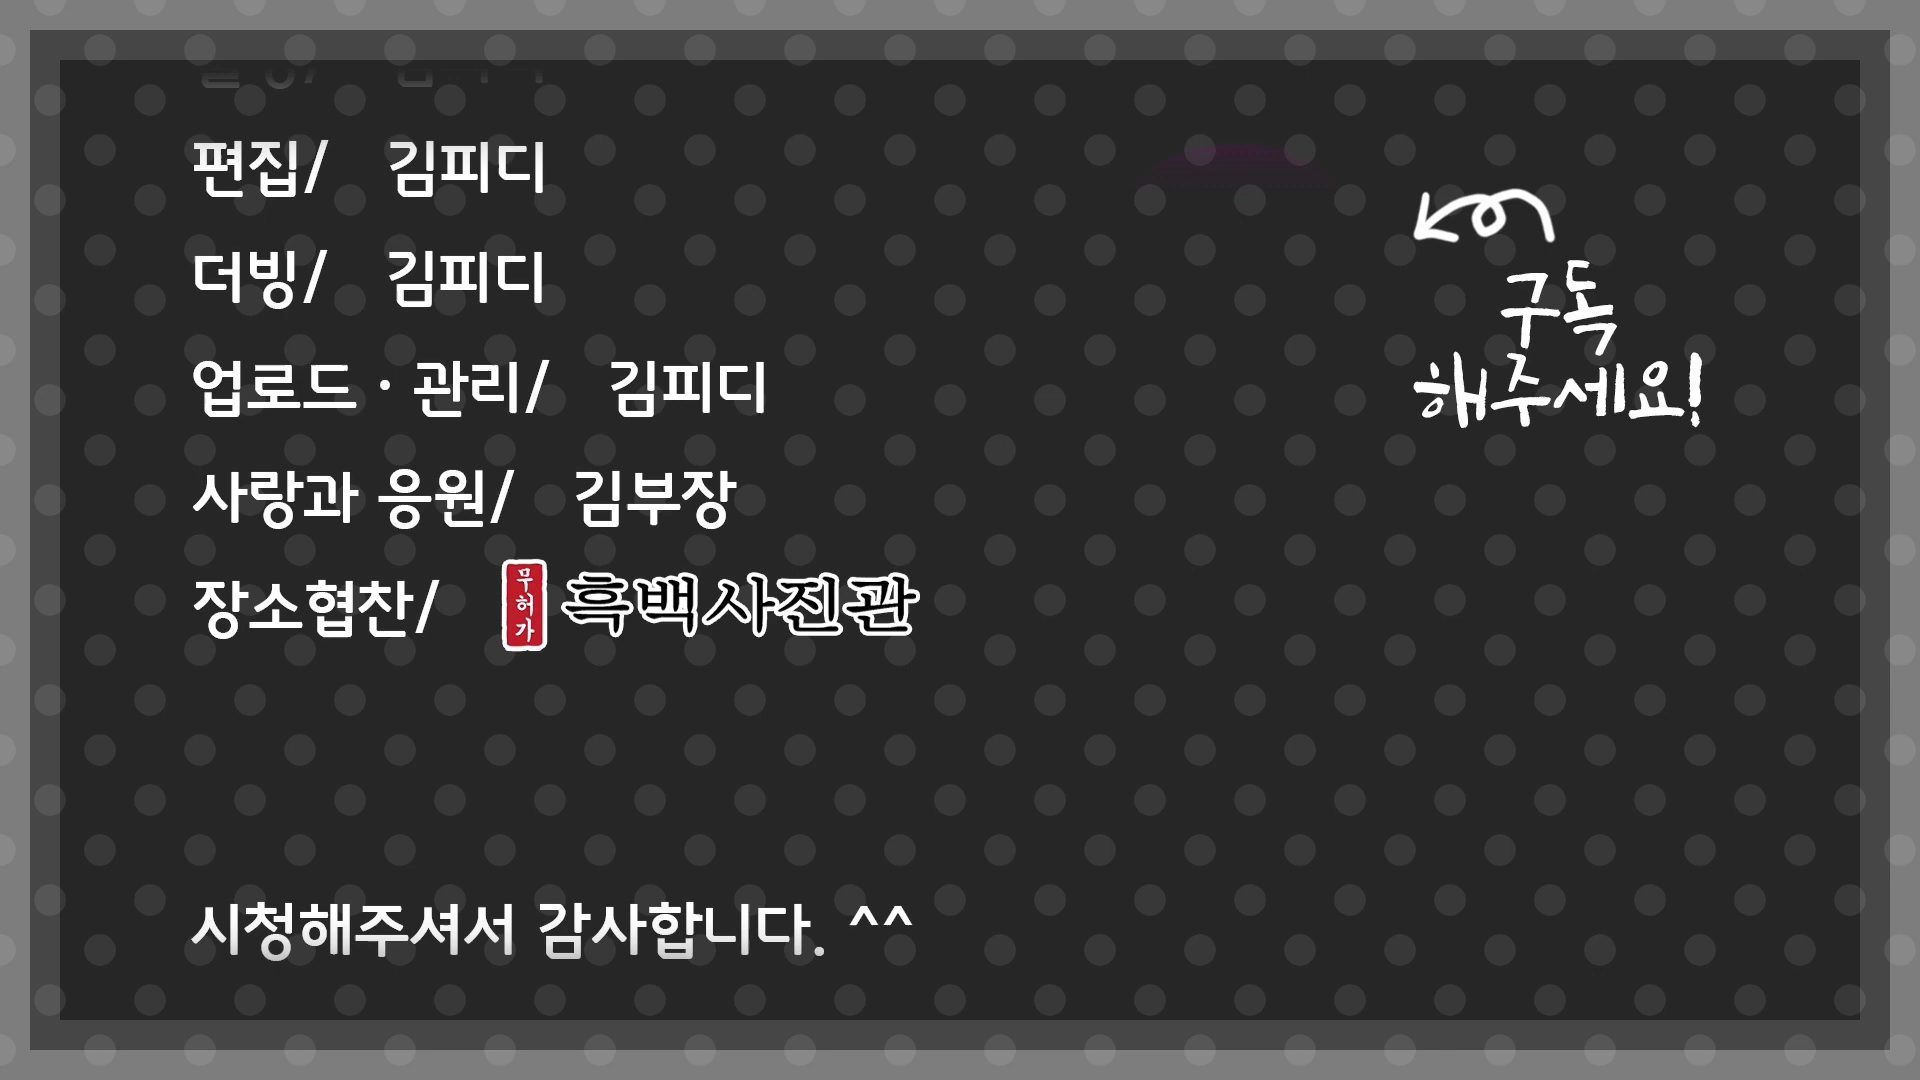 편집/ 김피디
더빙/ 김피디
업로드 · 관리/ 김피디
사랑과 응원/ 김부장
장소협찬/ 무허가 흑백사진관
시청해주셔서 감사합니다. ^^
구독
해주세요!